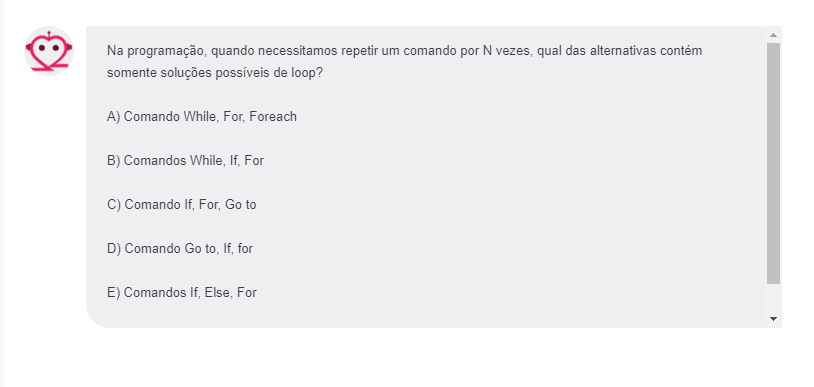 Na programação, quando necessitamos repetir um comando por N vezes, qual das alternativas contém
somente soluções possíveis de loop?
A) Comando While, For, Foreach
B) Comandos While, If, For
C) Comando If, For, Go to
D) Comando Go to, If, for
E) Comandos If, Else, For